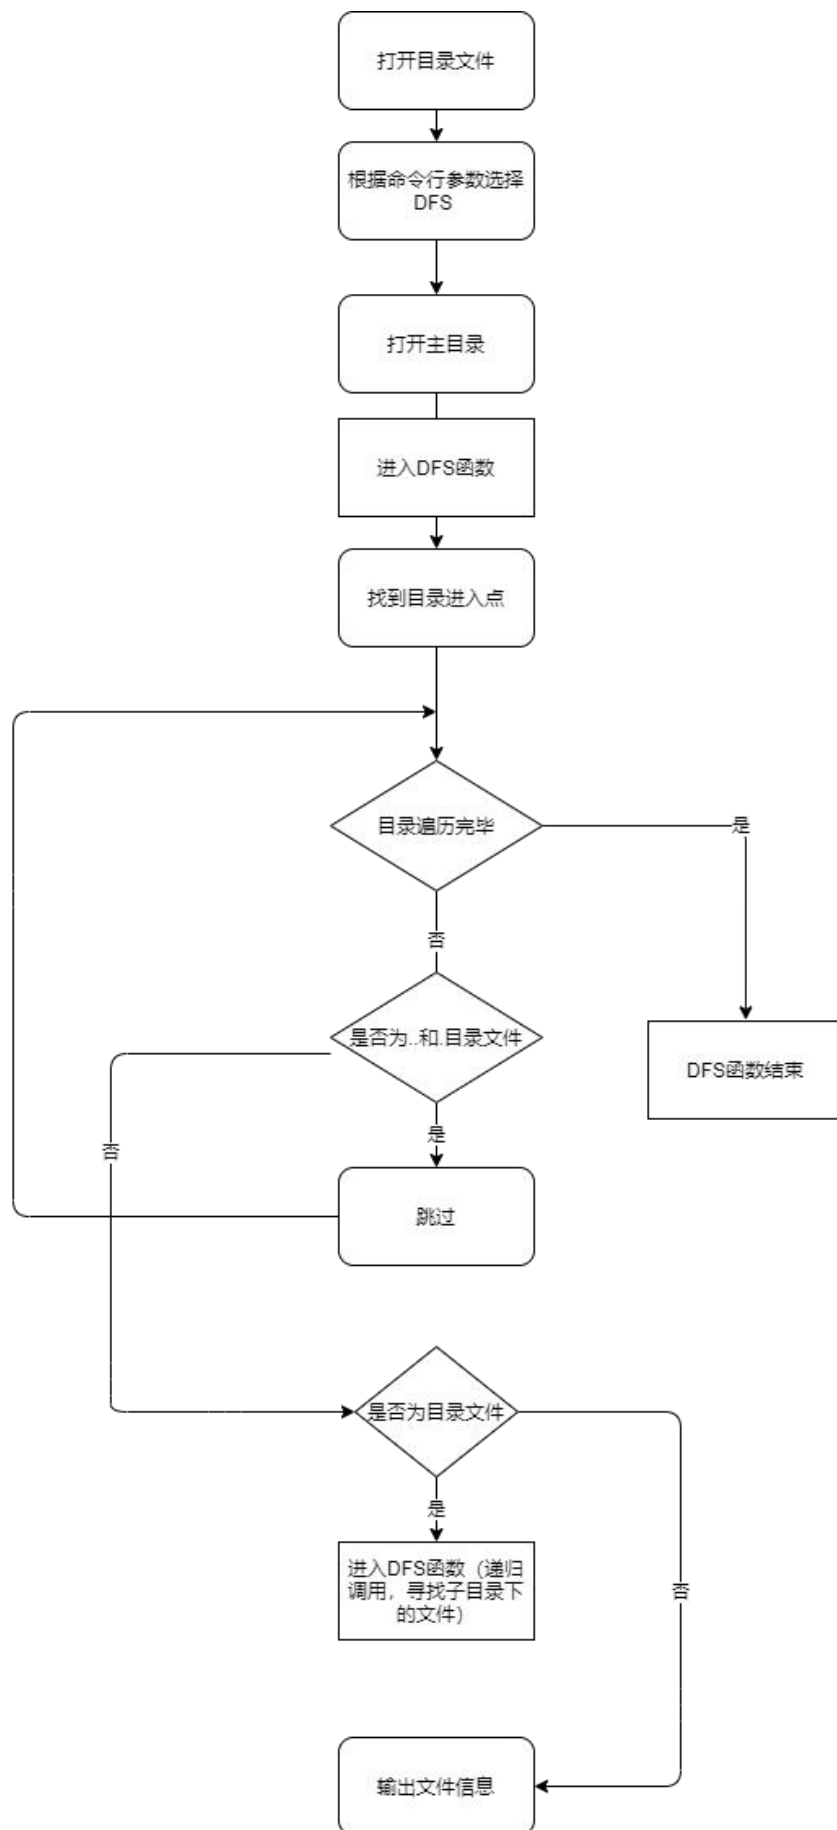 打开目录文件
根据命令行参数选择
DFS
打开主目录
进入DFS函数
找到目录进入点
目录遍历完毕
是
否
是否为..和.目录文件
DFS函数结束
否
是
跳过
是否为目录文件
是
进入DFS函数（递归
调用，寻找子目录下
的文件）
否
输出文件信息